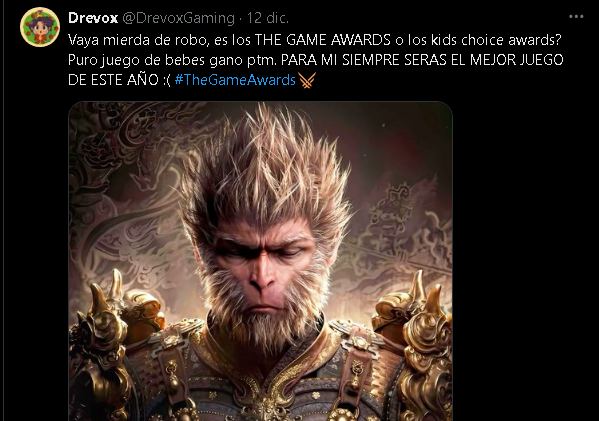 Drevox @DrevoxGaming · 12 dic.
Vaya mierda de robo, es los THE GAME AWARDS o los kids choice awards?
Puro juego de bebes gano ptm. PARA MI SIEMPRE SERAS EL MEJOR JUEGO
DE ESTE AÑO :( #TheGameAwards